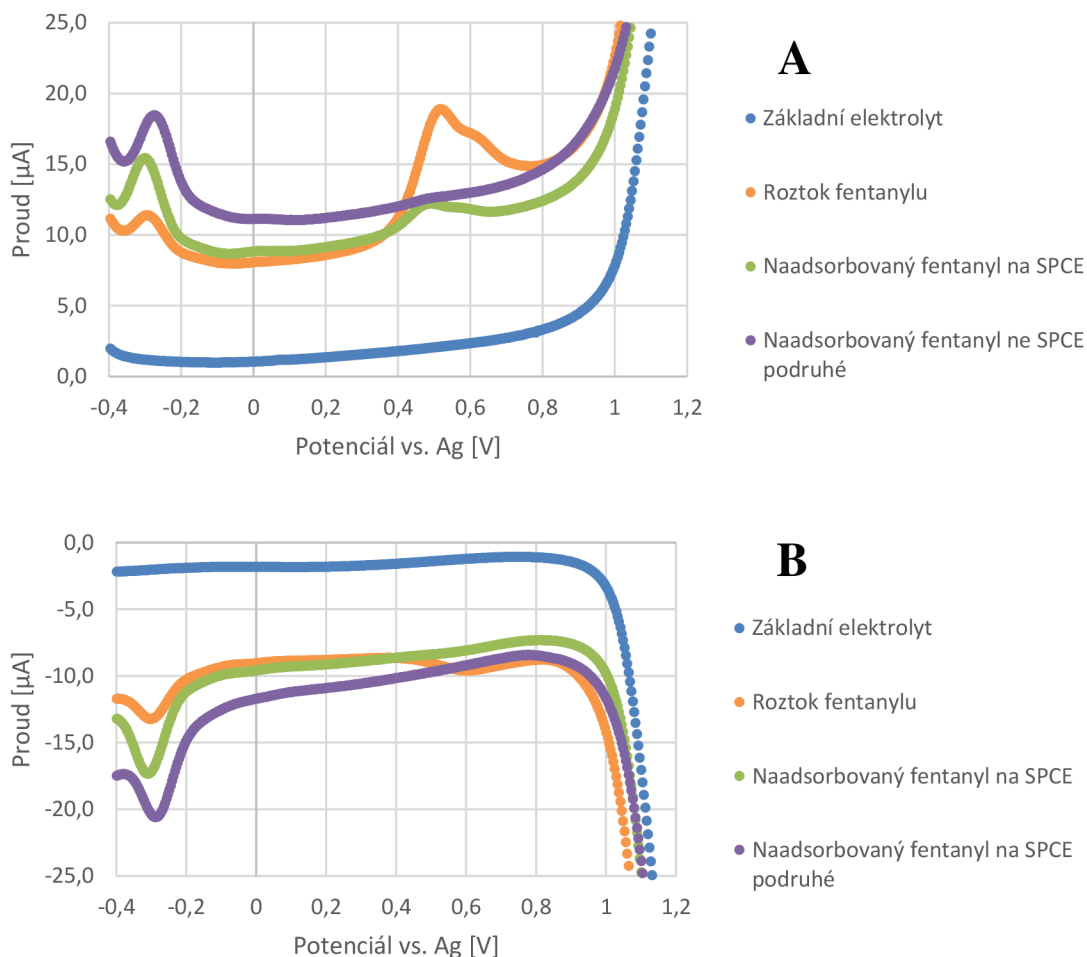 25,0
20,0
15,0
10,0
5,0
0,0
Proud [µA]
-0,4 -0,2 0 0,2 0,4 0,6 0,8 1 1,2
Potenciál vs. Ag [V]
A
Základní elektrolyt
Roztok fentanylu
Naadsorbovaný fentanyl na SPCE
Naadsorbovaný fentanyl ne SPCE
podruhé
0,0
-5,0
-10,0
-15,0
-20,0
-25,0
Proud [µA]
-0,4 -0,2 0 0,2 0,4 0,6 0,8 1 1,2
Potenciál vs. Ag [V]
B
Základní elektrolyt
Roztok fentanylu
Naadsorbovaný fentanyl na SPCE
Naadsorbovaný fentanyl na SPCE
podruhé